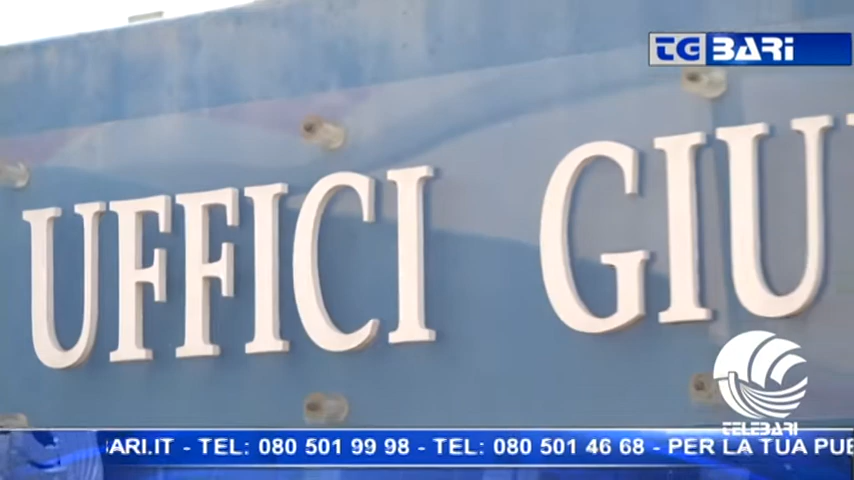 TG BARI
UFFICI GIU
TELEBARI
BARI.IT - TEL: 080 501 99 98 - TEL: 080 501 46 68 - PER LA TUA PUB